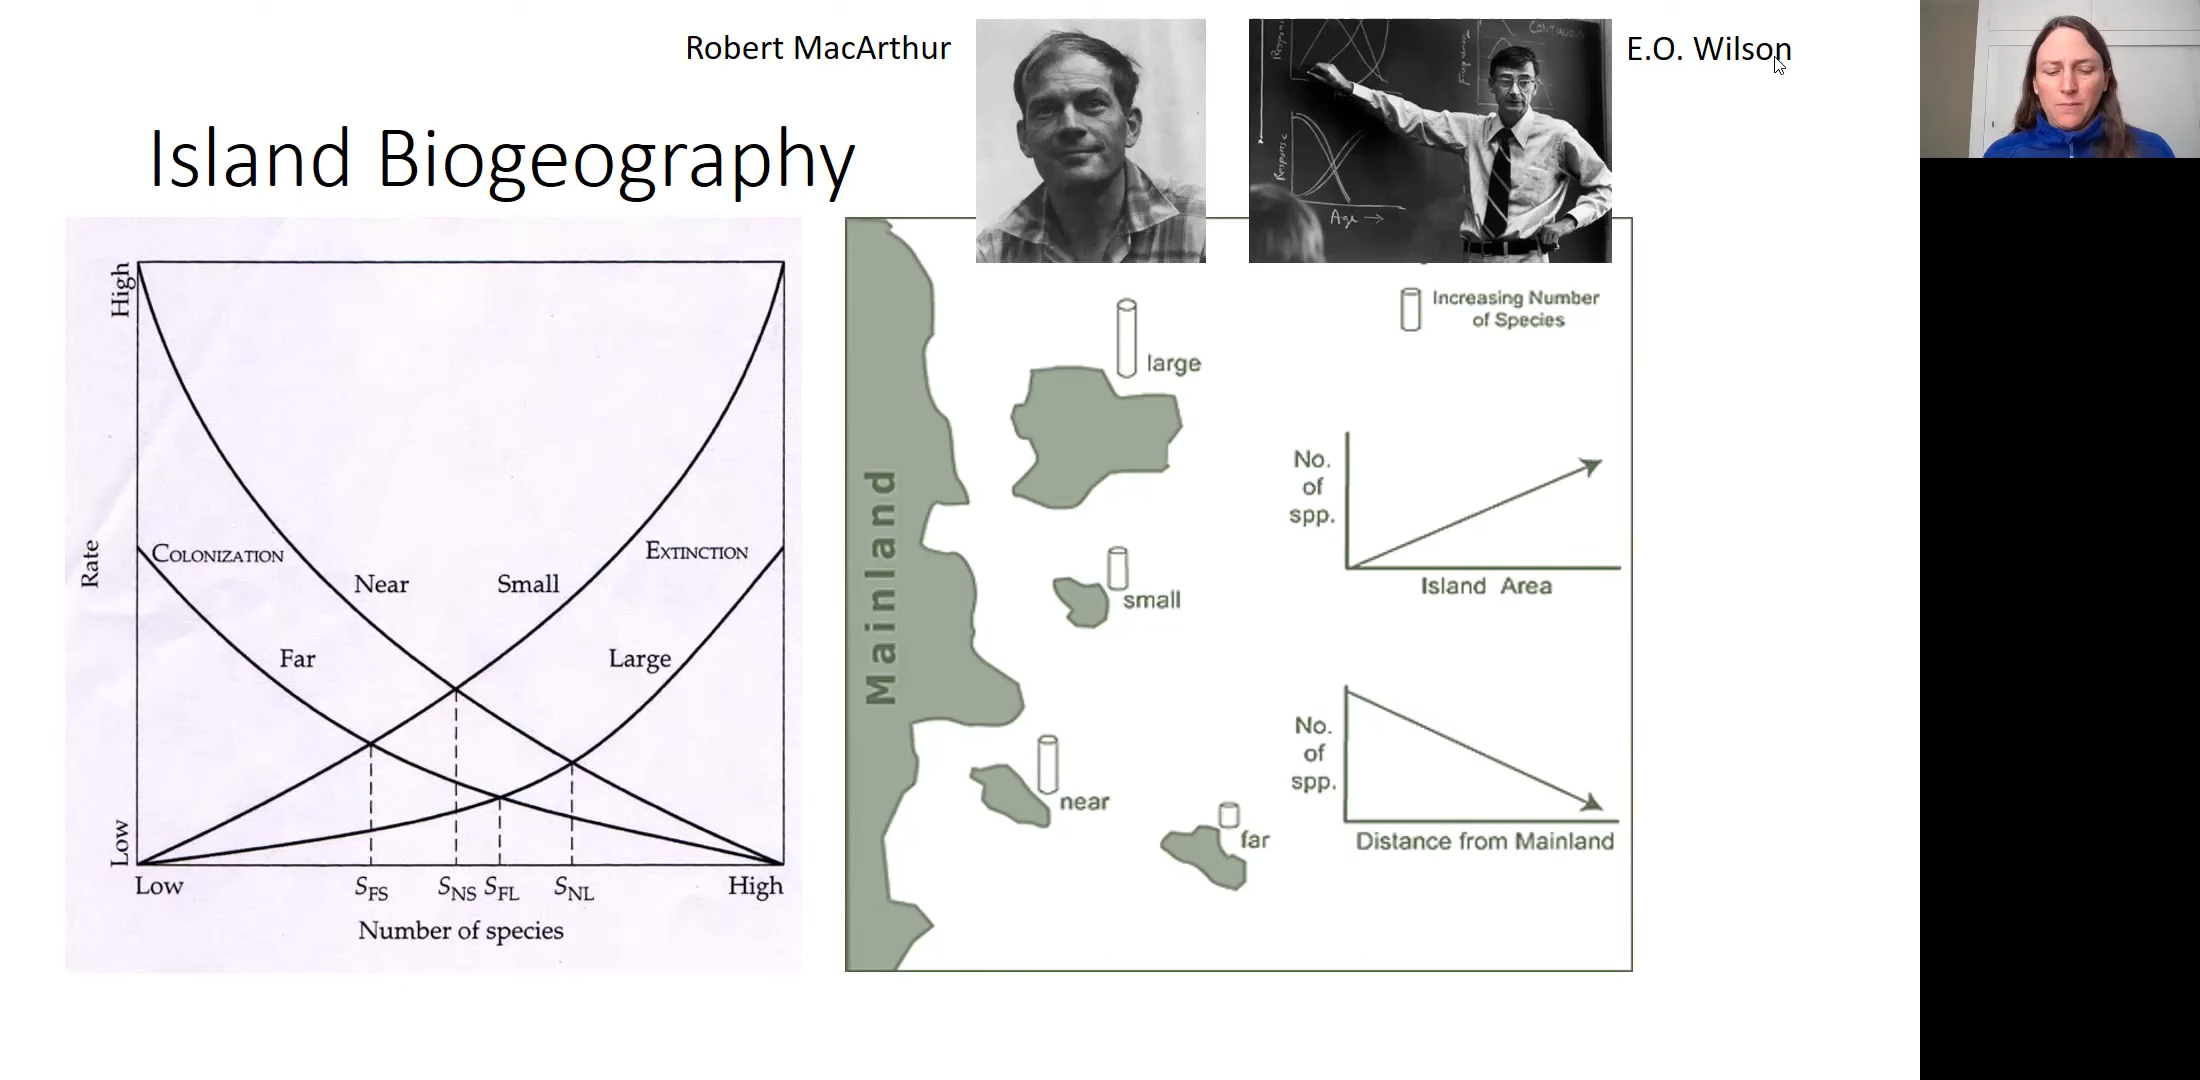 Robert MacArthur
E.O. Wilson
Island Biogeography
High
Rate
Low
COLONIZATION
EXTINCTION
Near
Small
Far
Large
Low
SFS
SNS
SFL
SNL
High
Number of species
Continuous
Response
Age →
Mainland
large
small
near
far
Increasing Number
of Species
No.
of
spp.
Island Area
No.
of
spp.
Distance from Mainland